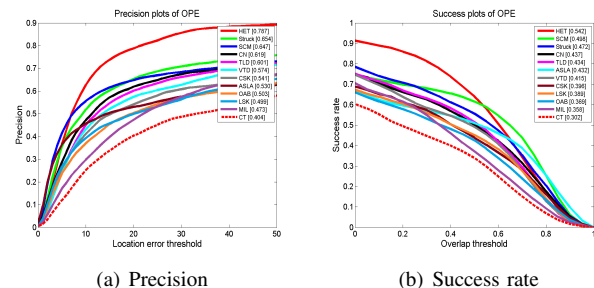 Precision plots of OPE
Precision
0.9
0.8
0.7
0.6
0.5
0.4
0.3
0.2
0.1
0
0 10 20 30 40 50
Location error threshold
HET [0.787]
Struck [0.654]
SCM [0.647]
CN [0.619]
TLD [0.601]
VTD [0.574]
CSK [0.541]
ASLA [0.530]
OAB [0.503]
LSK [0.499]
MIL [0.473]
CT [0.404]
(a) Precision
Success plots of OPE
Success rate
1
0.9
0.8
0.7
0.6
0.5
0.4
0.3
0.2
0.1
0
0 0.2 0.4 0.6 0.8 1
Overlap threshold
HET [0.542]
SCM [0.498]
Struck [0.472]
CN [0.437]
TLD [0.434]
ASLA [0.432]
VTD [0.415]
CSK [0.396]
LSK [0.389]
OAB [0.369]
MIL [0.358]
CT [0.302]
(b) Success rate